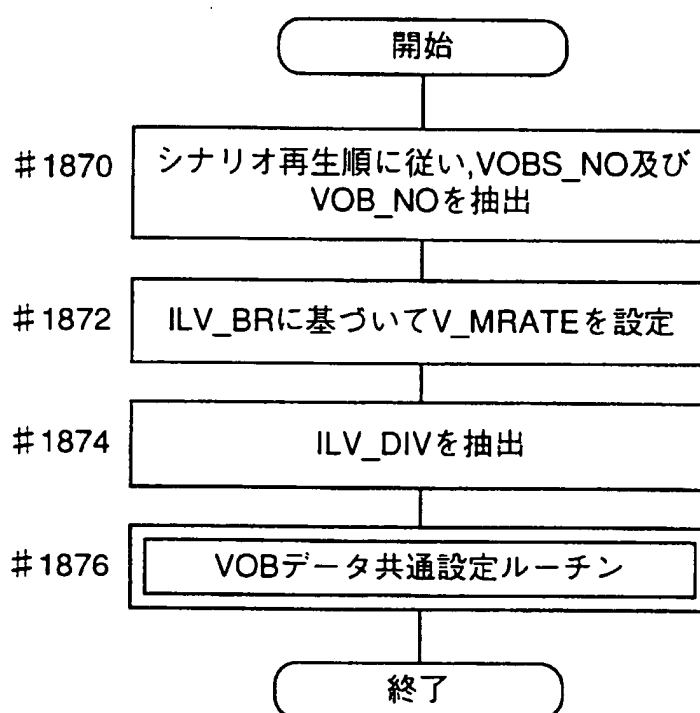 開始
#1870
シナリオ再生順に従い,VOBS_NO及び
VOB_NOを抽出
#1872
ILV_BRに基づいてV_MRATEを設定
#1874
ILV_DIVを抽出
#1876
VOBデータ共通設定ルーチン
終了